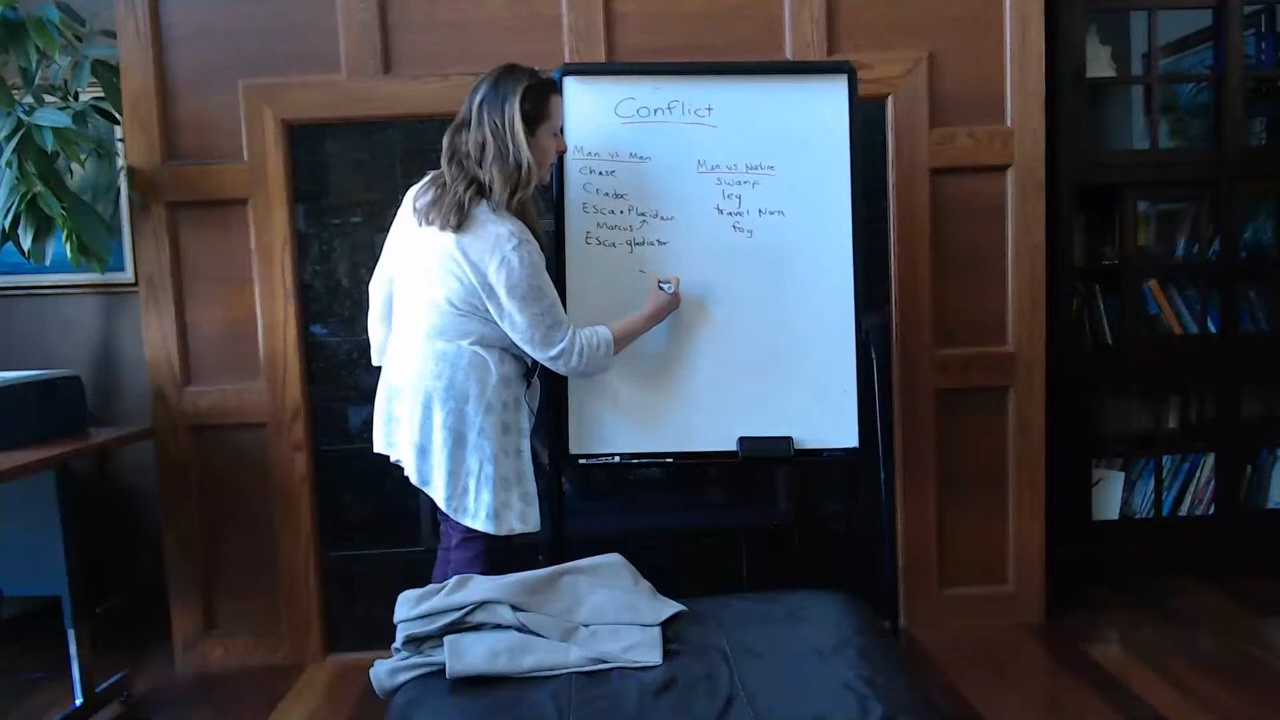 Conflict
Man vs. Man
Chase
Cradoc
Esca • Placidus
Marcus
Esca-gladiator
Man vs Nature
swamp
leg
travel North
fog